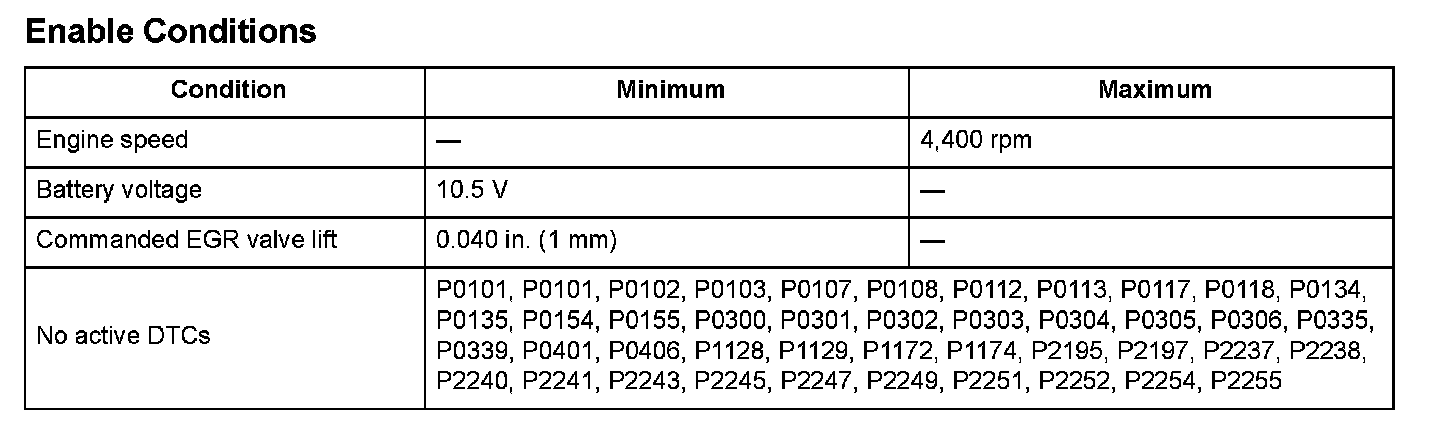 Enable Conditions
Condition Minimum Maximum
Engine speed — 4,400 rpm
Battery voltage 10.5 V —
Commanded EGR valve lift 0.040 in. (1 mm) —
No active DTCs
P0101, P0101, P0102, P0103, P0107, P0108, P0112, P0113, P0117, P0118, P0134,
P0135, P0154, P0155, P0300, P0301, P0302, P0303, P0304, P0305, P0306, P0335,
P0339, P0401, P0406, P1128, P1129, P1172, P1174, P2195, P2197, P2237, P2238,
P2240, P2241, P2243, P2245, P2247, P2249, P2251, P2252, P2254, P2255